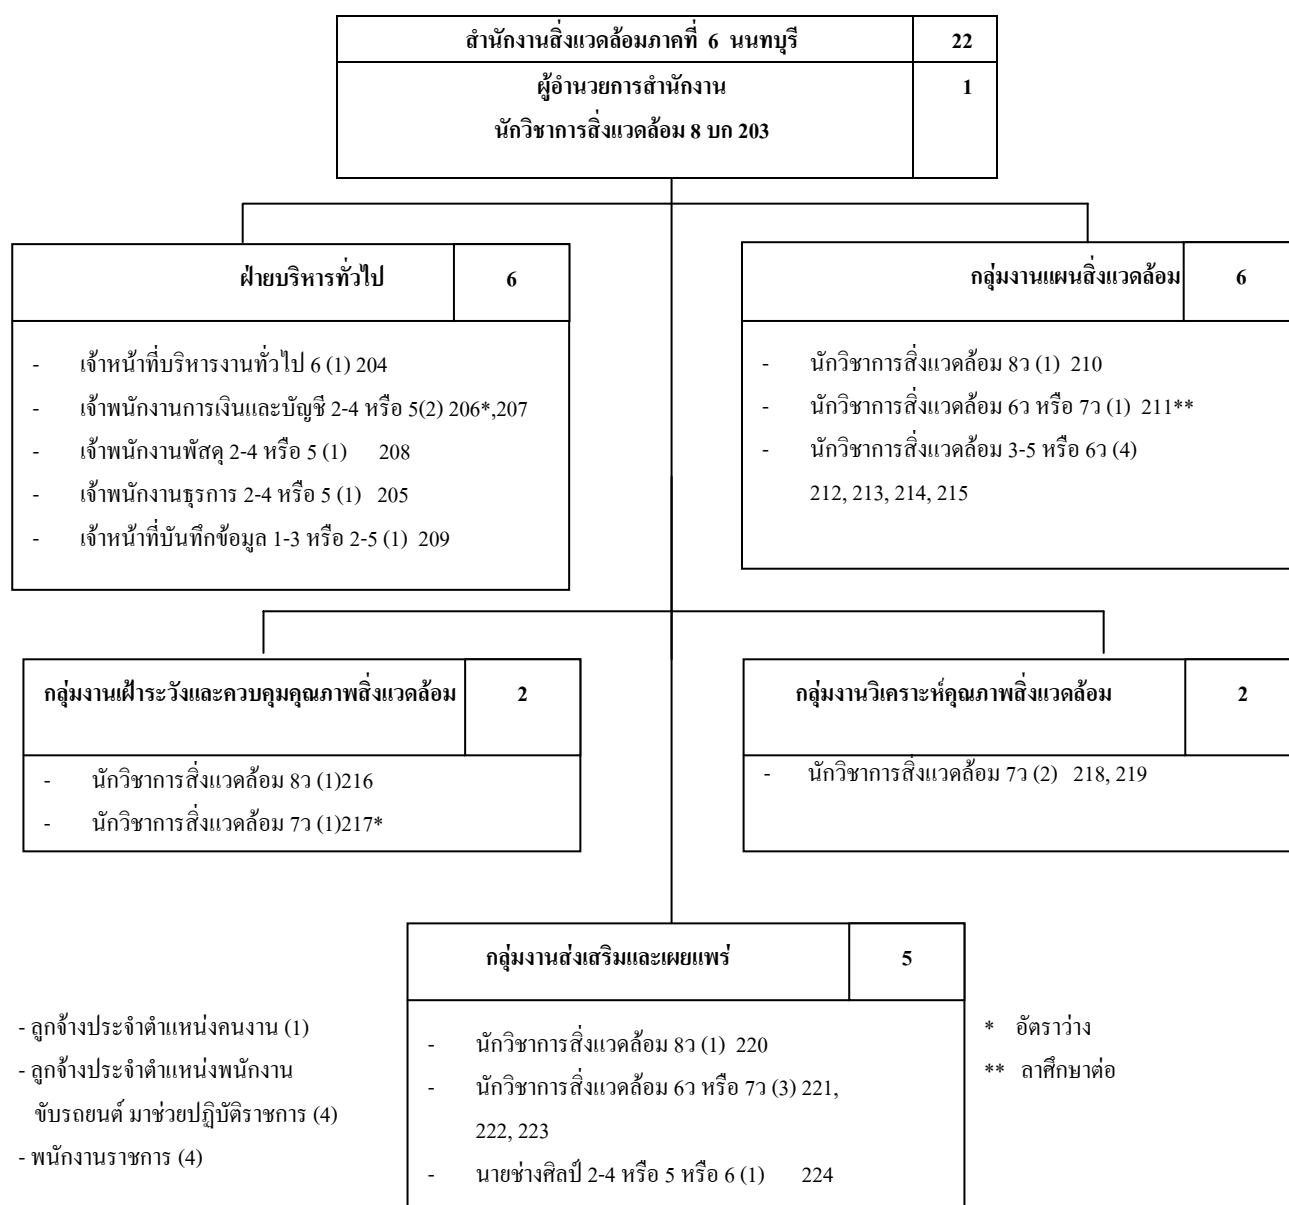 สำนักงานสิ่งแวดล้อมภาคที่ 6 นนทบุรี 22
ผู้อำนวยการสำนักงาน 1
นักวิชาการสิ่งแวดล้อม 8 บก 203
ฝ่ายบริหารทั่วไป 6
- เจ้าหน้าที่บริหารงานทั่วไป 6 (1) 204
- เจ้าพนักงานการเงินและบัญชี 2-4 หรือ 5(2) 206*,207
- เจ้าพนักงานพัสดุ 2-4 หรือ 5 (1) 208
- เจ้าพนักงานธุรการ 2-4 หรือ 5 (1) 205
- เจ้าหน้าที่บันทึกข้อมูล 1-3 หรือ 2-5 (1) 209
กลุ่มงานแผนสิ่งแวดล้อม 6
- นักวิชาการสิ่งแวดล้อม 8ว (1) 210
- นักวิชาการสิ่งแวดล้อม 6ว หรือ 7ว (1) 211**
- นักวิชาการสิ่งแวดล้อม 3-5 หรือ 6ว (4)
212, 213, 214, 215
กลุ่มงานเฝ้าระวังและควบคุมคุณภาพสิ่งแวดล้อม 2
- นักวิชาการสิ่งแวดล้อม 8ว (1)216
- นักวิชาการสิ่งแวดล้อม 7ว (1)217*
กลุ่มงานวิเคราะห์คุณภาพสิ่งแวดล้อม 2
- นักวิชาการสิ่งแวดล้อม 7ว (2) 218, 219
กลุ่มงานส่งเสริมและเผยแพร่ 5
- นักวิชาการสิ่งแวดล้อม 8ว (1) 220
- นักวิชาการสิ่งแวดล้อม 6ว หรือ 7ว (3) 221,
222, 223
- นายช่างศิลป์ 2-4 หรือ 5 หรือ 6 (1) 224
- ลูกจ้างประจำตำแหน่งคนงาน (1)
- ลูกจ้างประจำตำแหน่งพนักงาน
ขับรถยนต์ มาช่วยปฏิบัติราชการ (4)
- พนักงานราชการ (4)
* อัตราว่าง
** ลาศึกษาต่อ